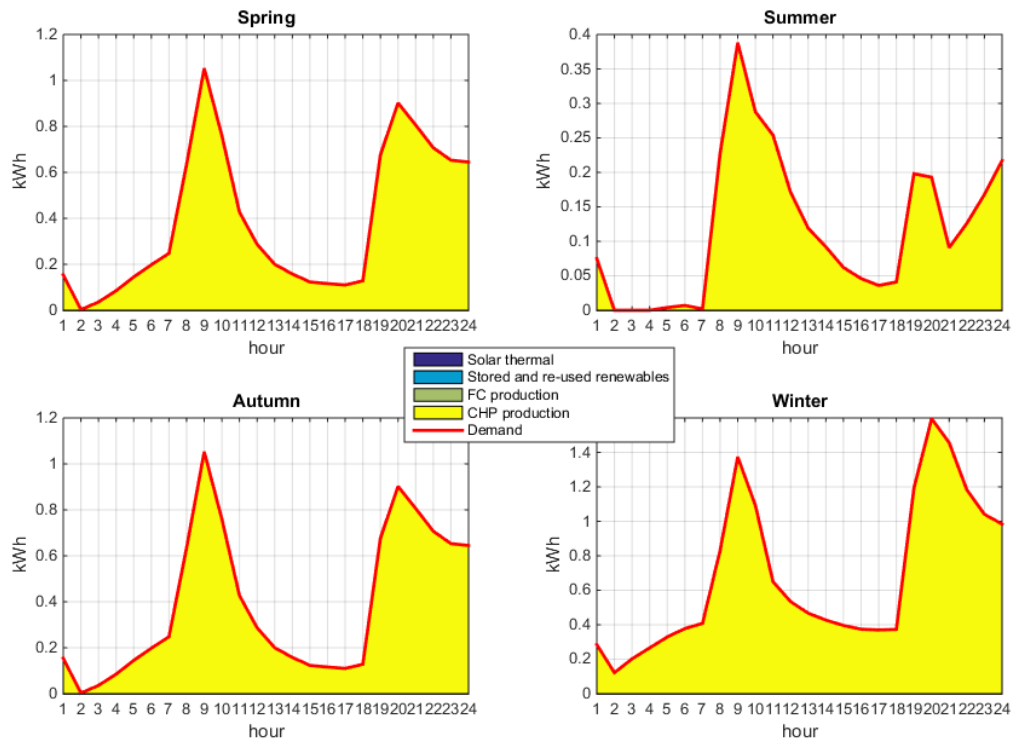 Spring
1.2
1
0.8
0.6
0.4
0.2
0
kWh
1 2 3 4 5 6 7 8 9 10 11 12 13 14 15 16 17 18 19 20 21 22 23 24
hour
Summer
0.4
0.35
0.3
0.25
0.2
0.15
0.1
0.05
0
kWh
1 2 3 4 5 6 7 8 9 10 11 12 13 14 15 16 17 18 19 20 21 22 23 24
hour
Solar thermal
Stored and re-used renewables
FC production
CHP production
Demand
Autumn
1.2
1
0.8
0.6
0.4
0.2
0
kWh
1 2 3 4 5 6 7 8 9 10 11 12 13 14 15 16 17 18 19 20 21 22 23 24
hour
Winter
1.4
1.2
1
0.8
0.6
0.4
0.2
0
kWh
1 2 3 4 5 6 7 8 9 10 11 12 13 14 15 16 17 18 19 20 21 22 23 24
hour